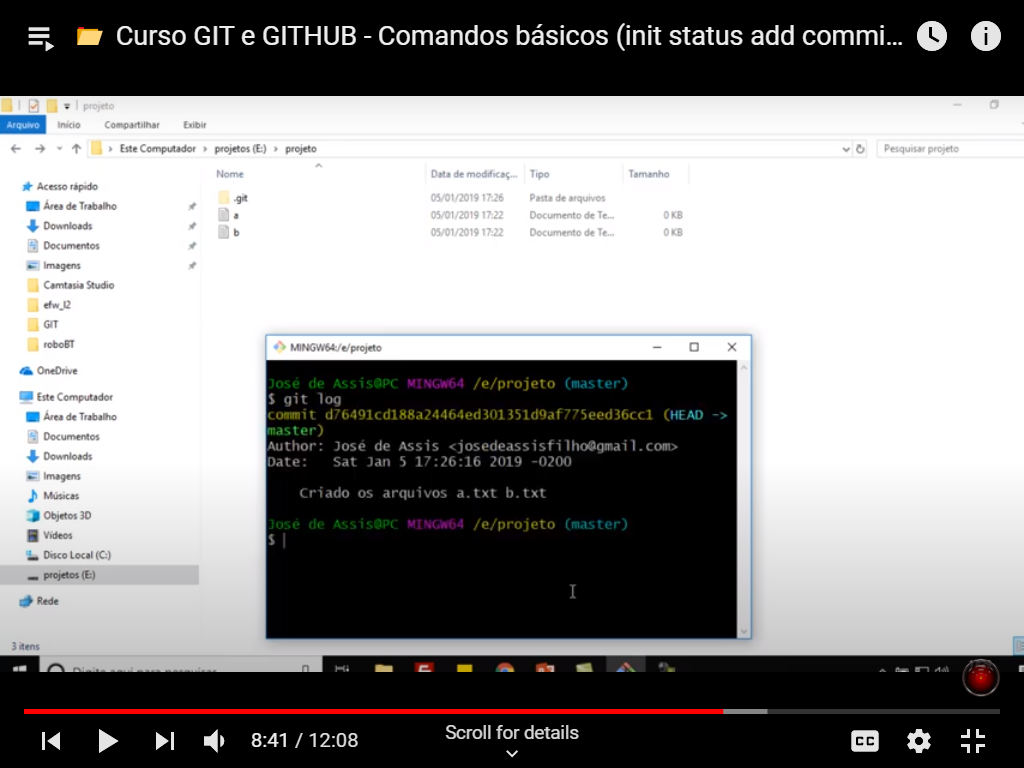 Curso GIT e GITHUB - Comandos básicos (init status add commi...
projeto
Arquivo Início Compartilhar Exibir
Este Computador > projetos (E:) > projeto
Pesquisar projeto
Nome Data de modificaç... Tipo Tamanho
.git 05/01/2019 17:26 Pasta de arquivos
a 05/01/2019 17:22 Documento de Te... 0 KB
b 05/01/2019 17:22 Documento de Te... 0 KB
Acesso rápido
Área de Trabalho
Downloads
Documentos
Imagens
Camtasia Studio
efw_l2
GIT
roboBT
OneDrive
Este Computador
Área de Trabalho
Documentos
Downloads
Imagens
Músicas
Objetos 3D
Vídeos
Disco Local (C:)
projetos (E:)
Rede
3 itens
MINGW64:/e/projeto
José de Assis@PC MINGW64 /e/projeto (master)
$ git log
commit d76491cd188a24464ed301351d9af775eed36cc1 (HEAD ->
master)
Author: José de Assis <josedeassisfilho@gmail.com>
Date: Sat Jan 5 17:26:16 2019 -0200
Criado os arquivos a.txt b.txt
José de Assis@PC MINGW64 /e/projeto (master)
$
Digite aqui para pesquisar
8:41 / 12:08
Scroll for details
CC